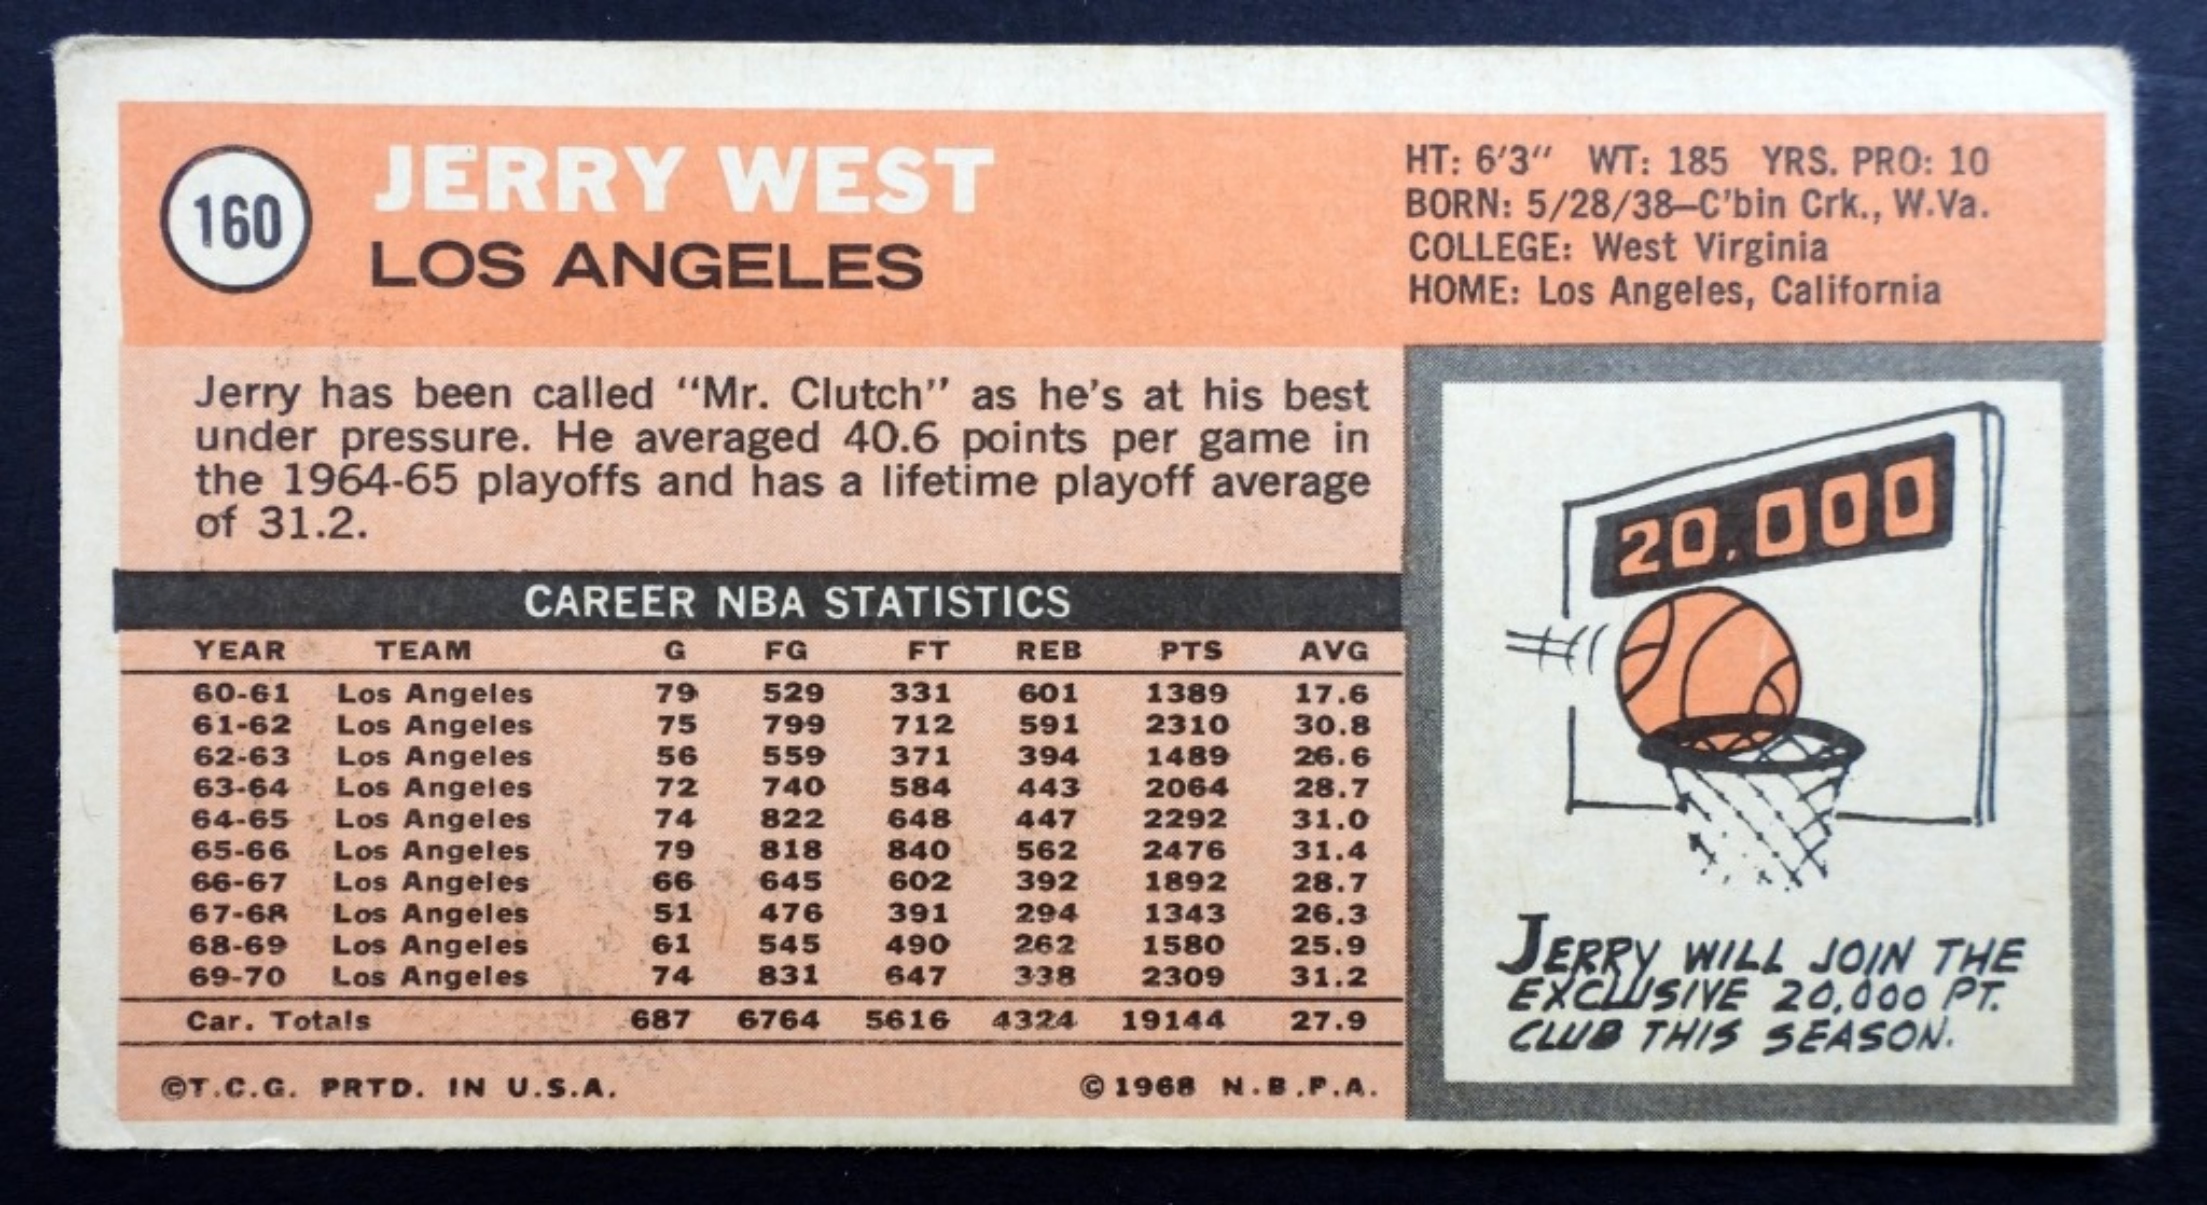 160
JERRY WEST
LOS ANGELES
HT: 6'3" WT: 185 YRS. PRO: 10
BORN: 5/28/38—C'bin Crk., W.Va.
COLLEGE: West Virginia
HOME: Los Angeles, California
Jerry has been called "Mr. Clutch" as he's at his best
under pressure. He averaged 40.6 points per game in
the 1964-65 playoffs and has a lifetime playoff average
of 31.2.
CAREER NBA STATISTICS
YEAR TEAM G FG FT REB PTS AVG
60-61 Los Angeles 79 529 331 601 1389 17.6
61-62 Los Angeles 75 799 712 591 2310 30.8
62-63 Los Angeles 56 559 371 394 1489 26.6
63-64 Los Angeles 72 740 584 443 2064 28.7
64-65 Los Angeles 74 822 648 447 2292 31.0
65-66 Los Angeles 79 818 840 562 2476 31.4
66-67 Los Angeles 66 645 602 392 1892 28.7
67-68 Los Angeles 51 476 391 294 1343 26.3
68-69 Los Angeles 61 545 490 262 1580 25.9
69-70 Los Angeles 74 831 647 338 2309 31.2
Car. Totals 687 6764 5616 4324 19144 27.9
©T.C.G. PRTD. IN U.S.A. ©1968 N.B.P.A.
20,000
JERRY WILL JOIN THE
EXCLUSIVE 20,000 PT.
CLUB THIS SEASON.